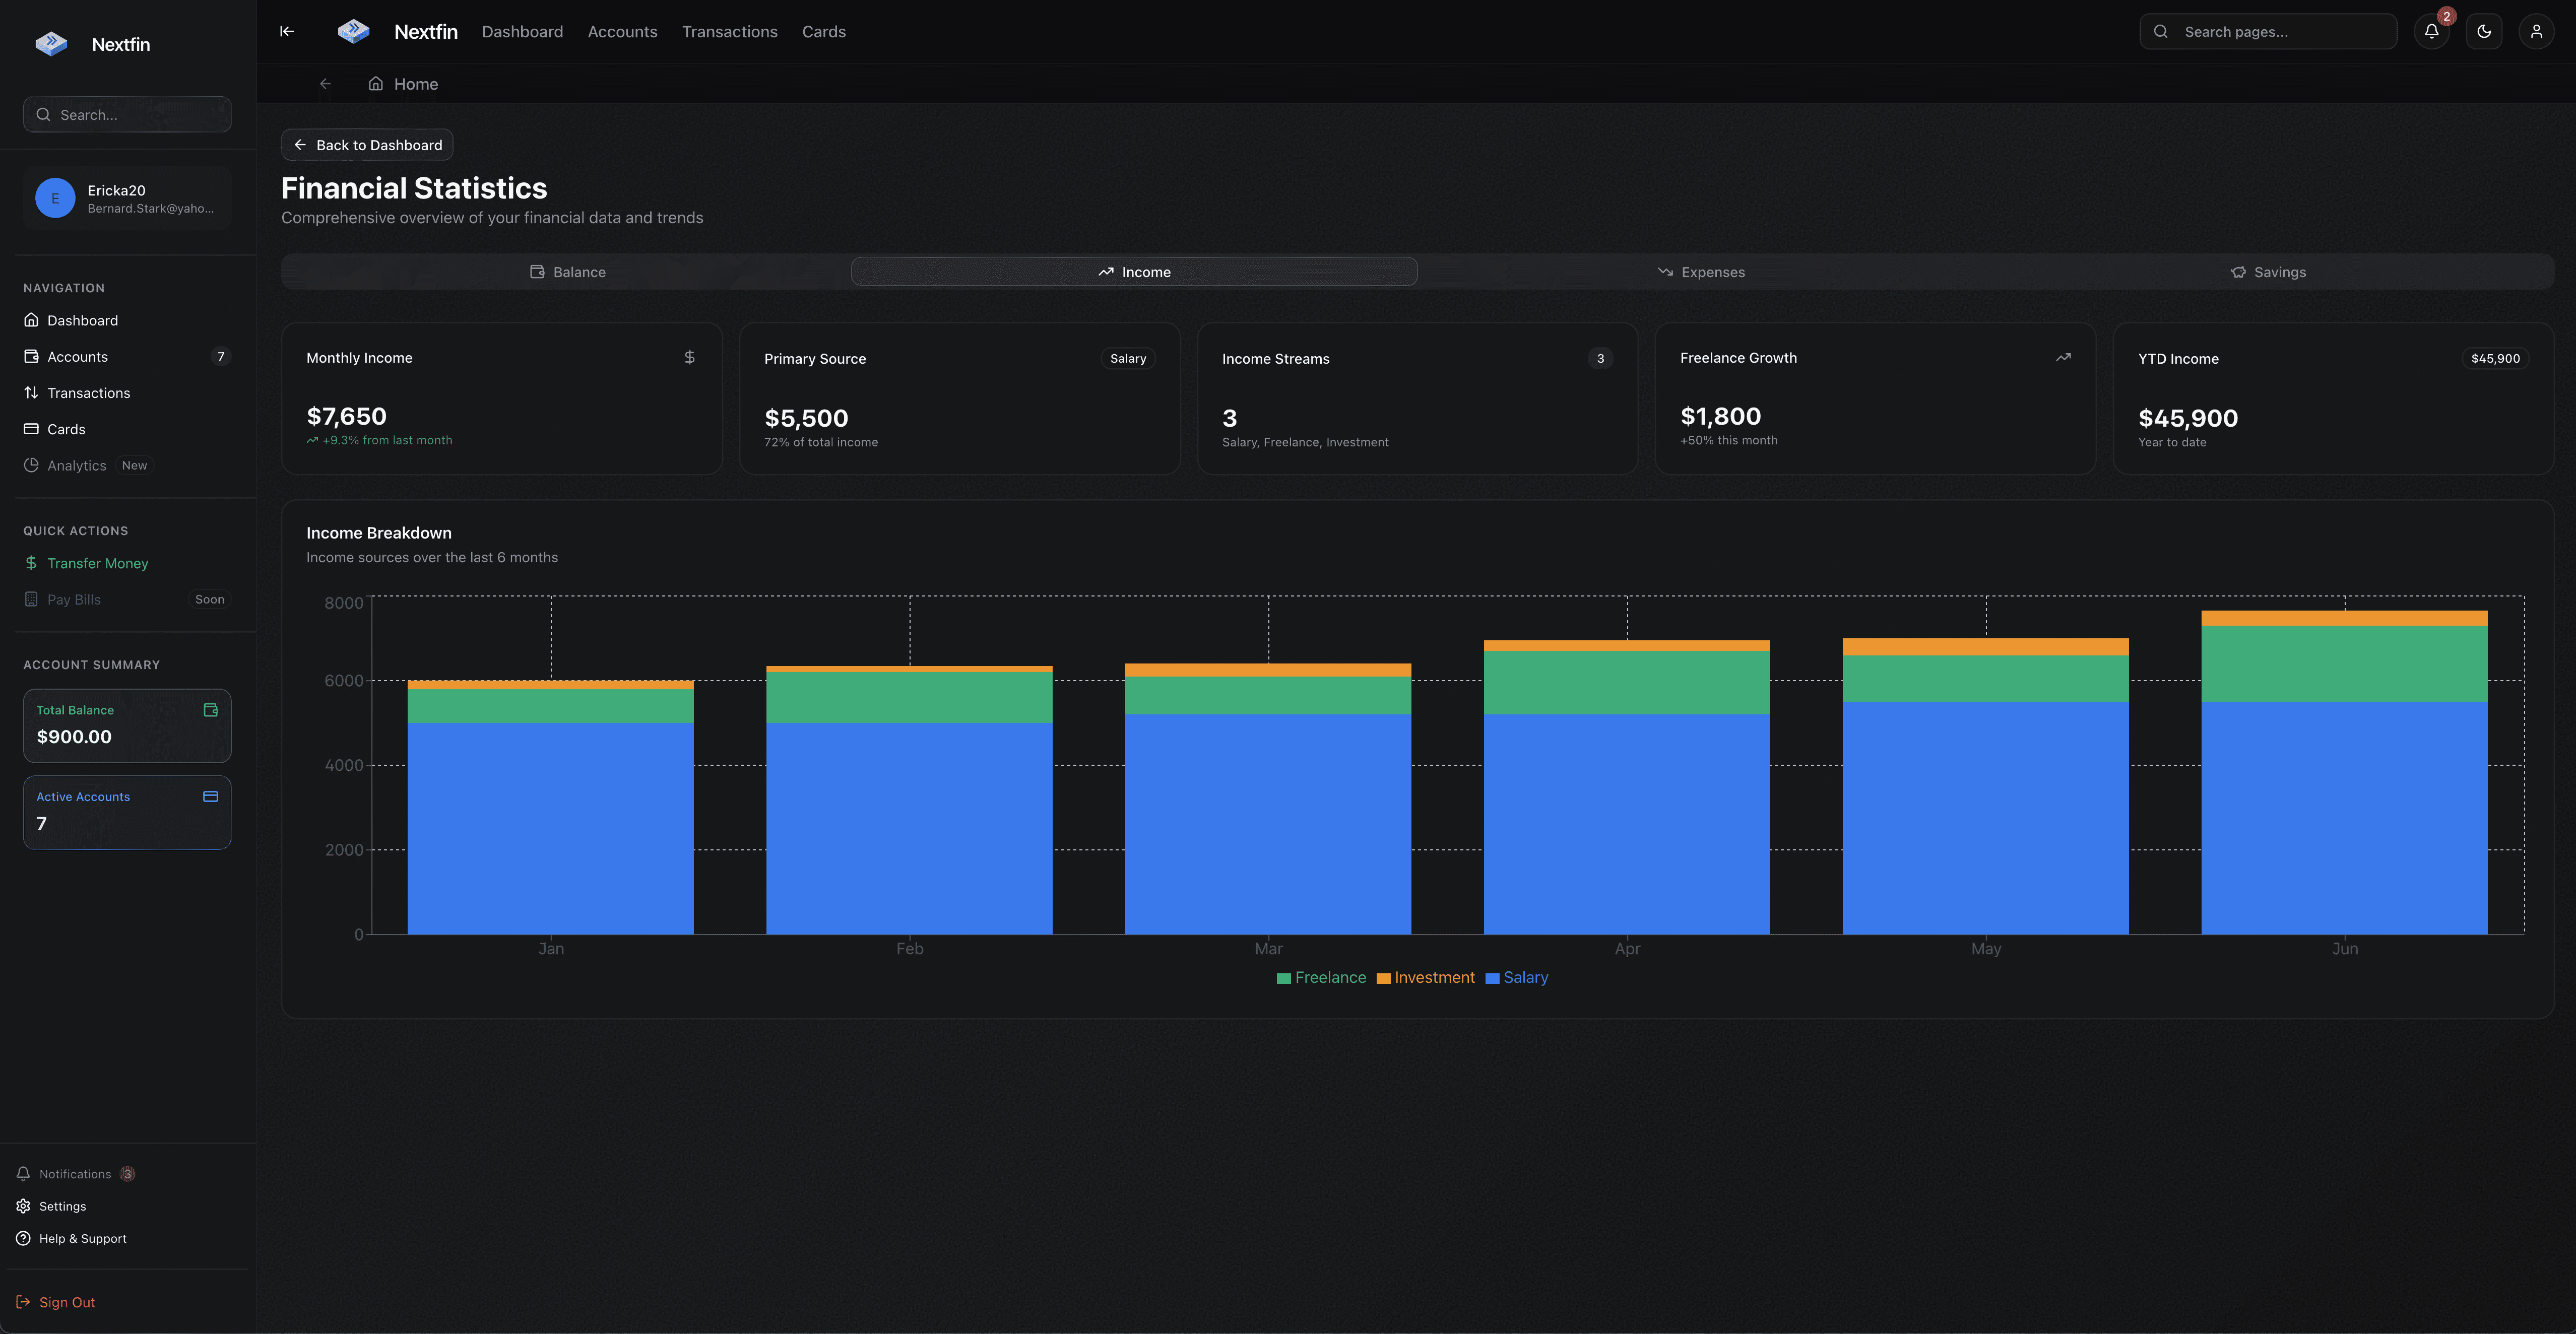 Nextfin
Search...
E
Ericka20
Bernard.Stark@yaho...
NAVIGATION
Dashboard
Accounts 7
Transactions
Cards
Analytics New
QUICK ACTIONS
Transfer Money
Pay Bills Soon
ACCOUNT SUMMARY
Total Balance
$900.00
Active Accounts
7
Notifications 3
Settings
Help & Support
Sign Out
Nextfin Dashboard Accounts Transactions Cards Search pages... 2
Home
Back to Dashboard
Financial Statistics
Comprehensive overview of your financial data and trends
Balance Income Expenses Savings
Monthly Income
$7,650
+9.3% from last month
Primary Source Salary
$5,500
72% of total income
Income Streams 3
3
Salary, Freelance, Investment
Freelance Growth
$1,800
+50% this month
YTD Income $45,900
$45,900
Year to date
Income Breakdown
Income sources over the last 6 months
8000
6000
4000
2000
0
Jan Feb Mar Apr May Jun
Freelance Investment Salary